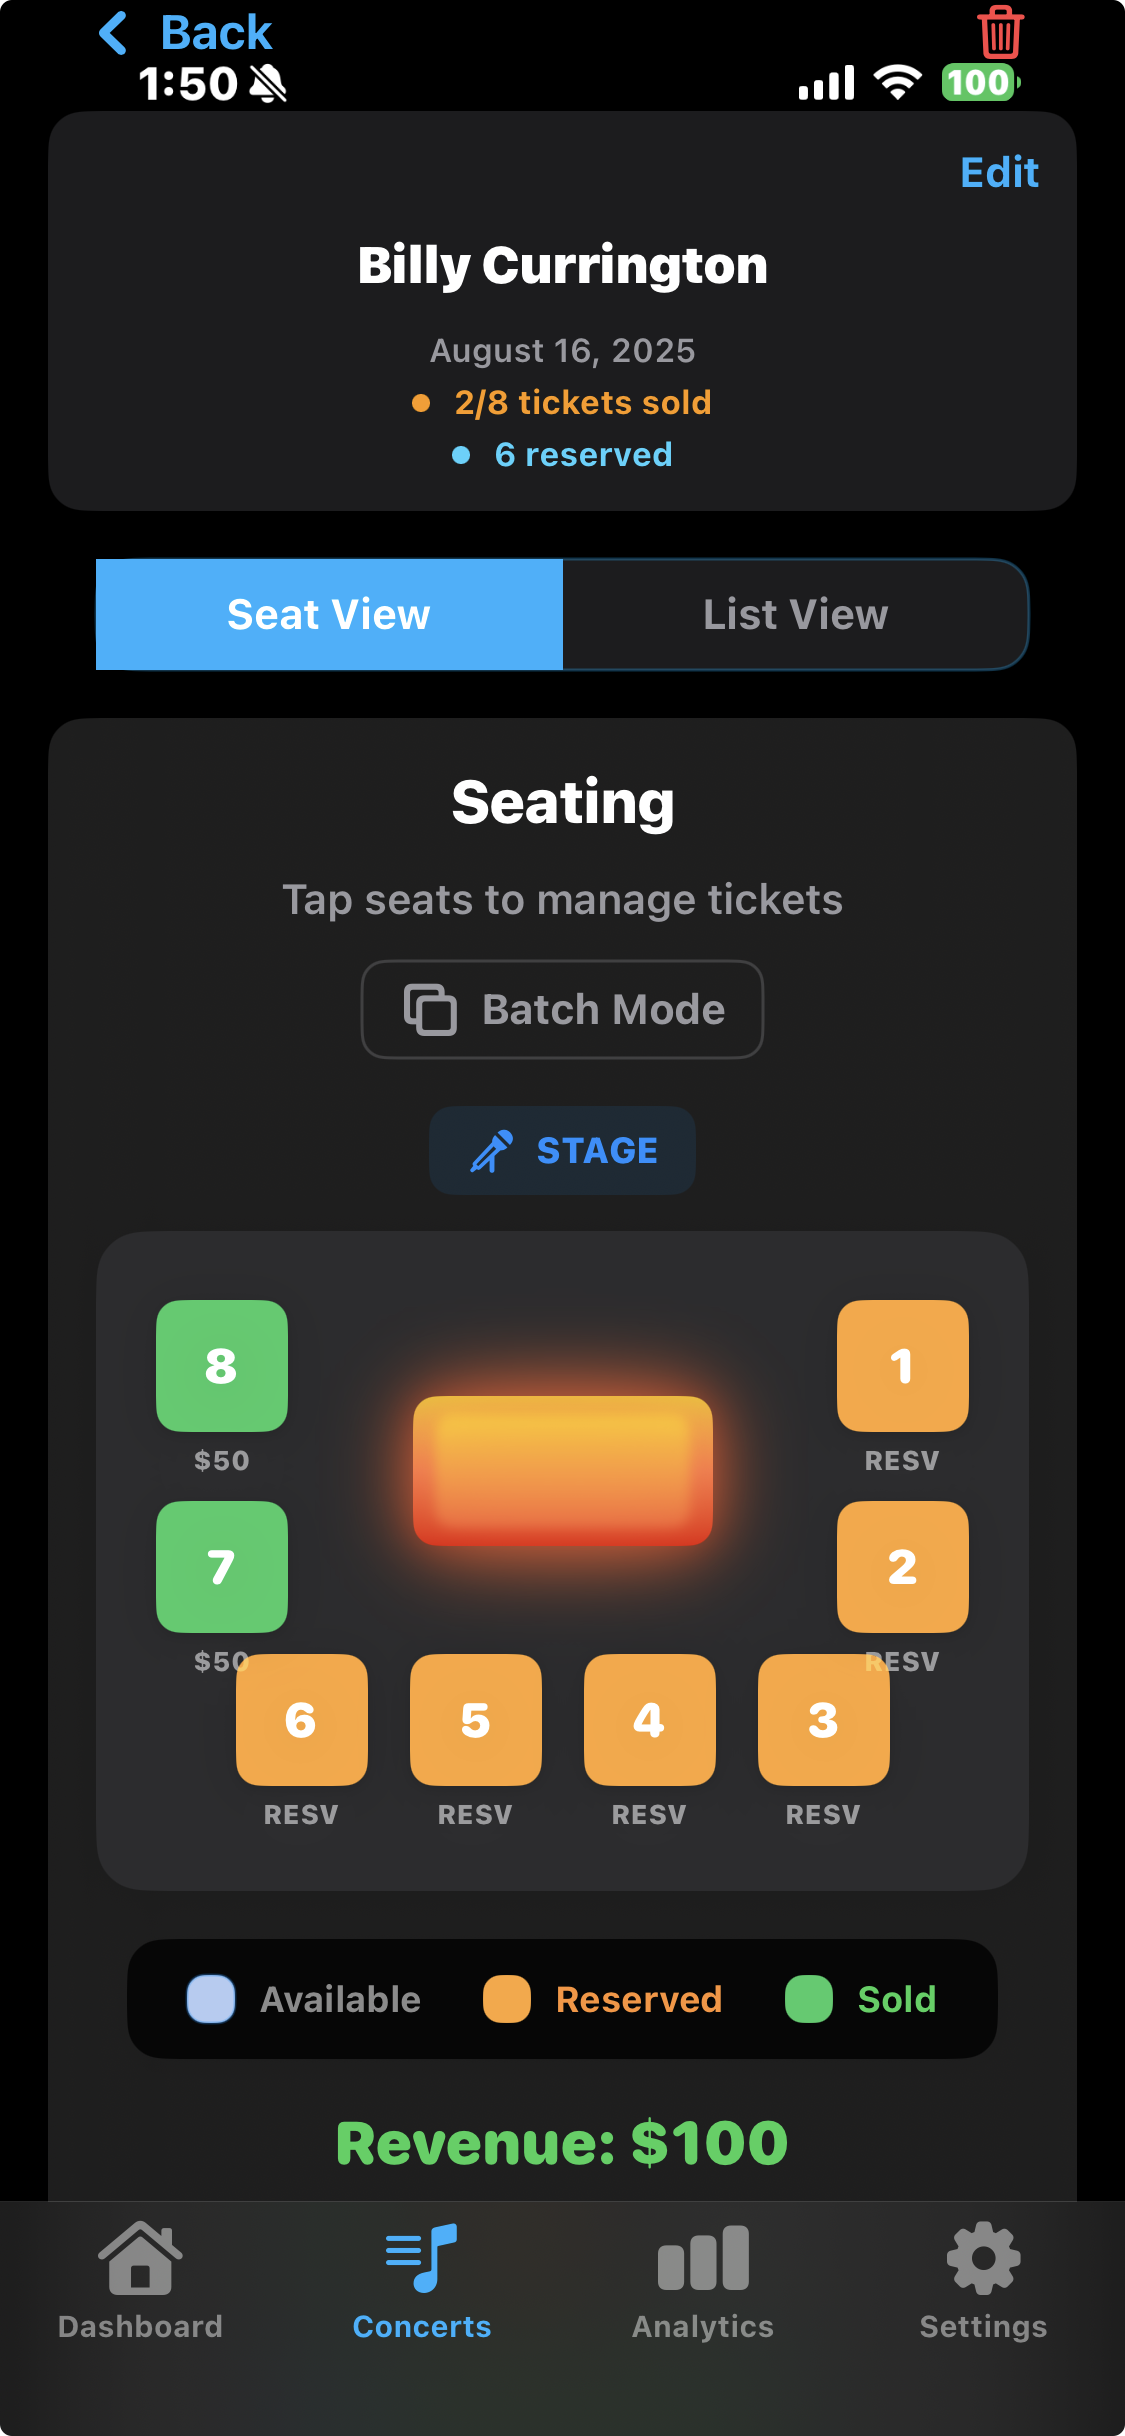 Back
1:50
100
Edit
Billy Currington
August 16, 2025
2/8 tickets sold
6 reserved
Seat View
List View
Seating
Tap seats to manage tickets
Batch Mode
STAGE
8
1
$50
RESV
7
2
$50
RESV
6
5
4
3
RESV
RESV
RESV
RESV
Available
Reserved
Sold
Revenue: $100
Dashboard
Concerts
Analytics
Settings